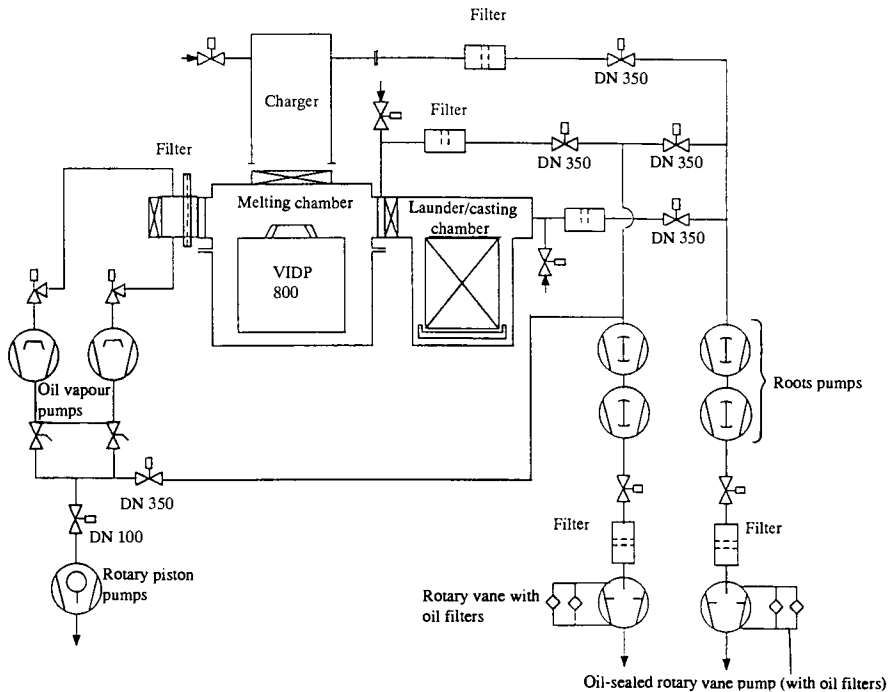 Filter
DN 350
Charger
Filter
Filter
DN 350
DN 350
Melting chamber
Launder/casting
chamber
DN 350
VIDP
800
Oil vapour
pumps
Roots pumps
DN 350
DN 100
Filter
Filter
Rotary piston
pumps
Rotary vane with
oil filters
Oil-sealed rotary vane pump (with oil filters)